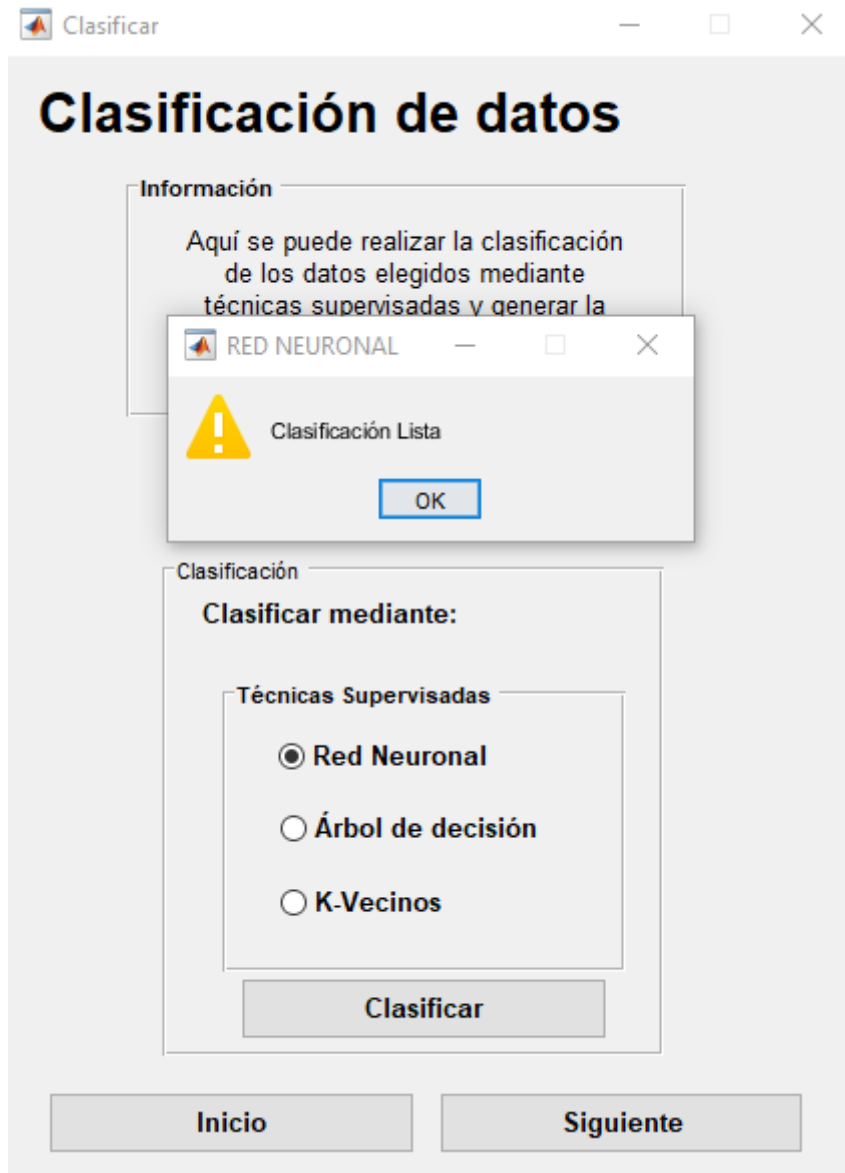 Clasificar
Clasificación de datos
Información
Aquí se puede realizar la clasificación
de los datos elegidos mediante
técnicas supervisadas y generar la
RED NEURONAL
Clasificación Lista
OK
Clasificación
Clasificar mediante:
Técnicas Supervisadas
Red Neuronal
Árbol de decisión
K-Vecinos
Clasificar
Inicio
Siguiente